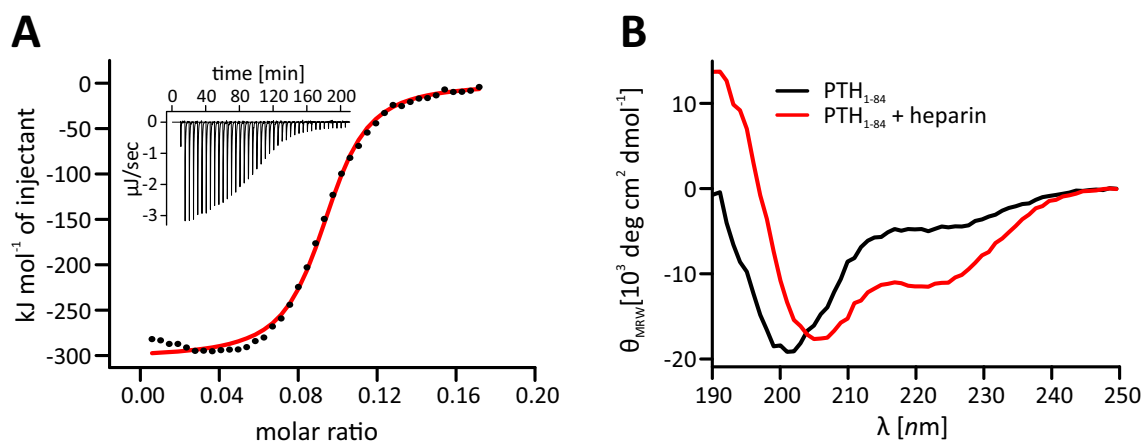 A
time [min]
0 40 80 120 160 200
0
-1
-2
-3
µJ/sec
0
-50
-100
-150
-200
-250
-300
kJ mol⁻¹ of injectant
0.00 0.04 0.08 0.12 0.16 0.20
molar ratio
B
PTH₁₋₈₄
PTH₁₋₈₄ + heparin
10
0
-10
-20
θMRW[10³ deg cm² dmol⁻¹]
190 200 210 220 230 240 250
λ [nm]